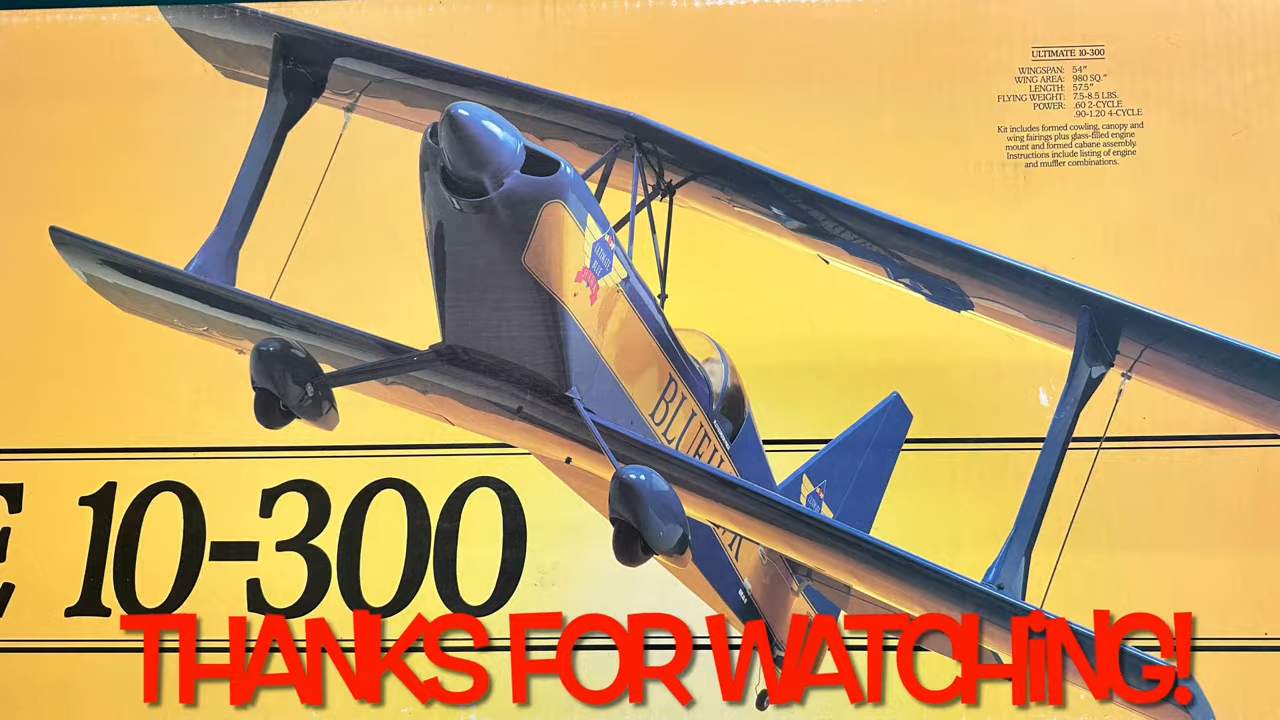 ULTIMATE 10-300
WINGSPAN: 54"
WING AREA: 980 SQ."
LENGTH: 57.5"
FLYING WEIGHT: 7.5-8.5 LBS.
POWER: .60 2-CYCLE
.90-1.20 4-CYCLE
Kit includes formed cowling, canopy and
wing fairings plus glass-filled engine
mount and formed cabane assembly.
Instructions include listing of engine
and muffler combinations.
ULTIMATE
BLUE
BLUE
E 10-300
THANKS FOR WATCHING!